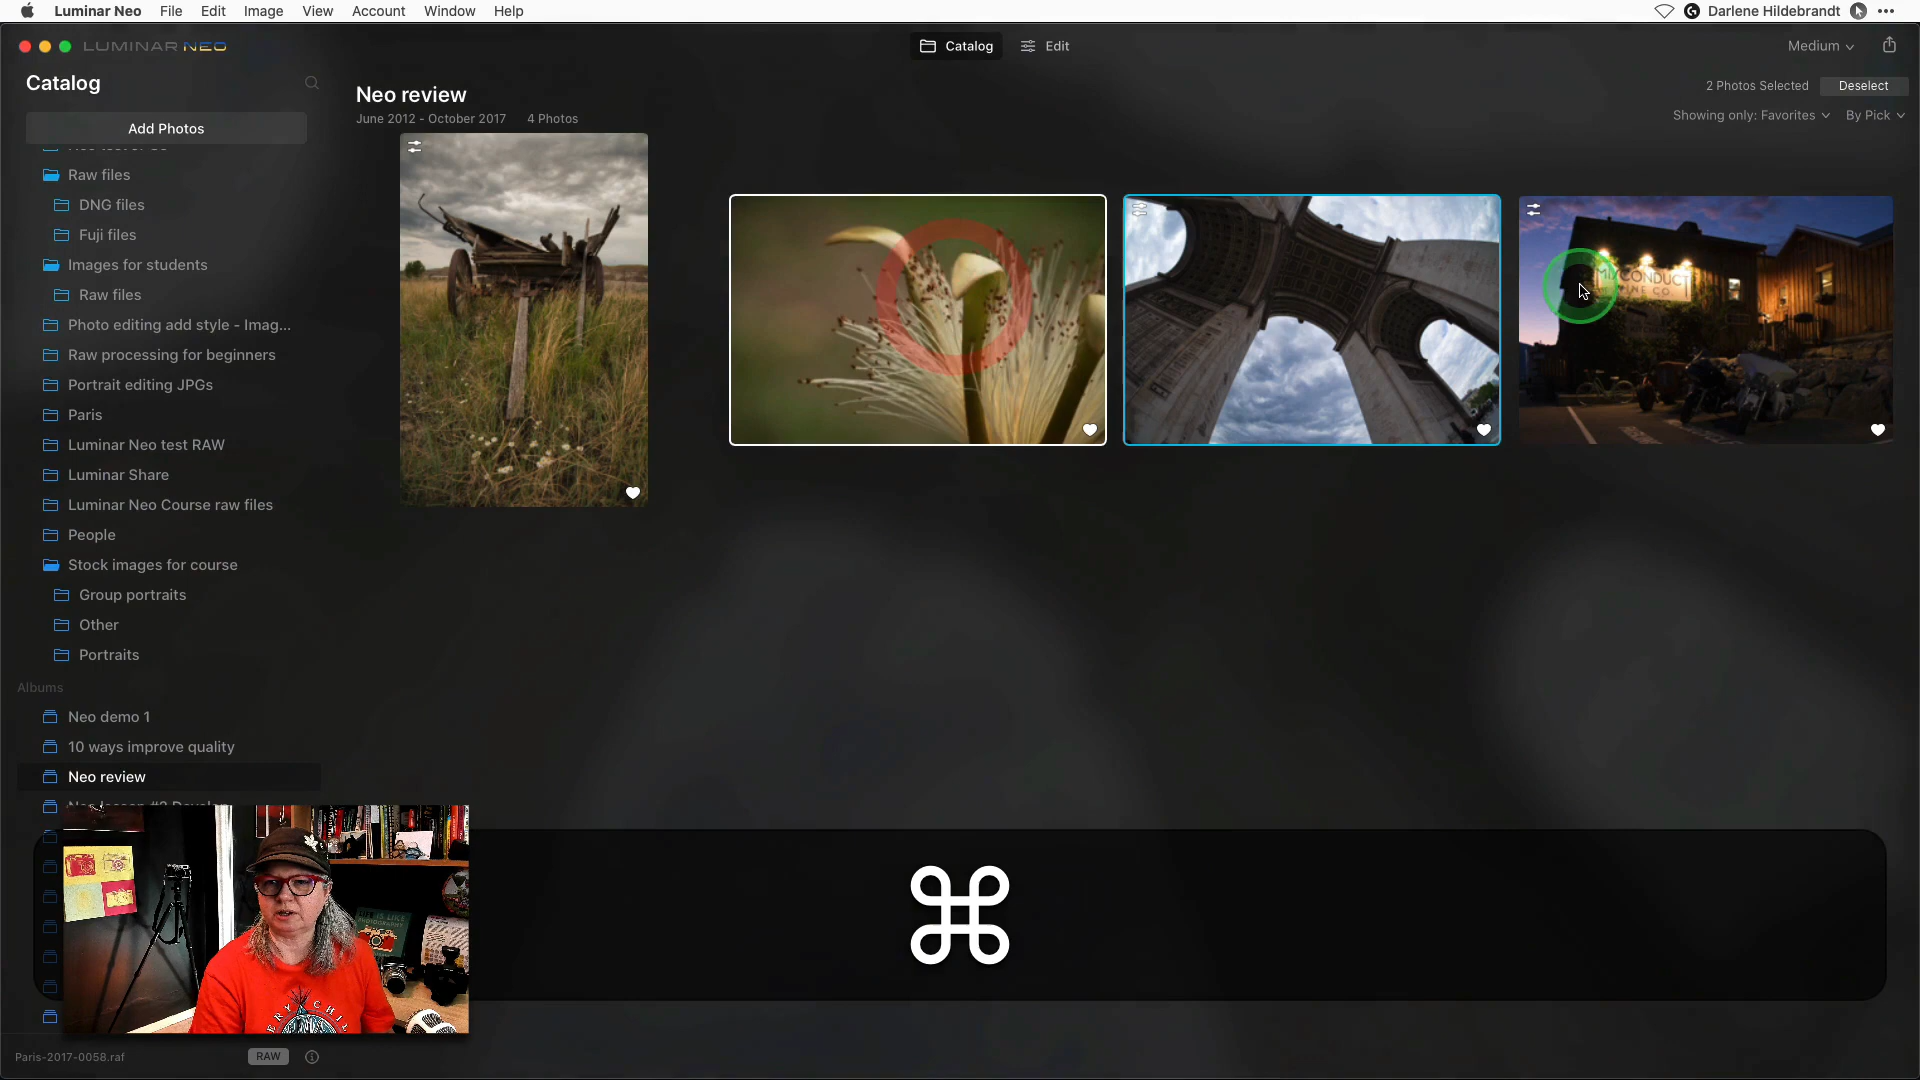 Luminar Neo File Edit Image View Account Window Help Darlene Hildebrandt
LUMINAR NEO
Catalog Edit
Medium
Catalog
Neo review
2 Photos Selected Deselect
June 2012 - October 2017 4 Photos
Showing only: Favorites By Pick
Add Photos
Raw files
DNG files
Fuji files
Images for students
Raw files
Photo editing add style - Imag...
Raw processing for beginners
Portrait editing JPGs
Paris
Luminar Neo test RAW
Luminar Share
Luminar Neo Course raw files
People
Stock images for course
Group portraits
Other
Portraits
Albums
Neo demo 1
10 ways improve quality
Neo review
⌘
LIFE IS LIKE
PHOTOGRAPHY
Paris-2017-0058.raf RAW